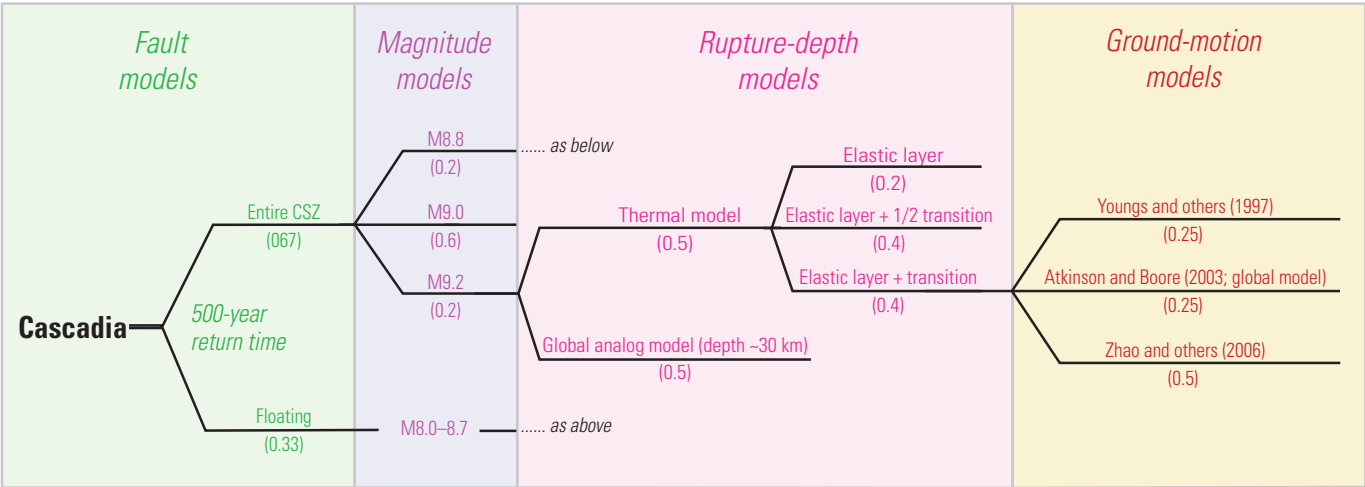 Fault
models
Magnitude
models
Rupture-depth
models
Ground-motion
models
Cascadia
500-year
return time
Entire CSZ
(067)
Floating
(0.33)
M8.8
(0.2)
M9.0
(0.6)
M9.2
(0.2)
M8.0–8.7
...... as below
...... as above
Thermal model
(0.5)
Global analog model (depth ~30 km)
(0.5)
Elastic layer
(0.2)
Elastic layer + 1/2 transition
(0.4)
Elastic layer + transition
(0.4)
Youngs and others (1997)
(0.25)
Atkinson and Boore (2003; global model)
(0.25)
Zhao and others (2006)
(0.5)